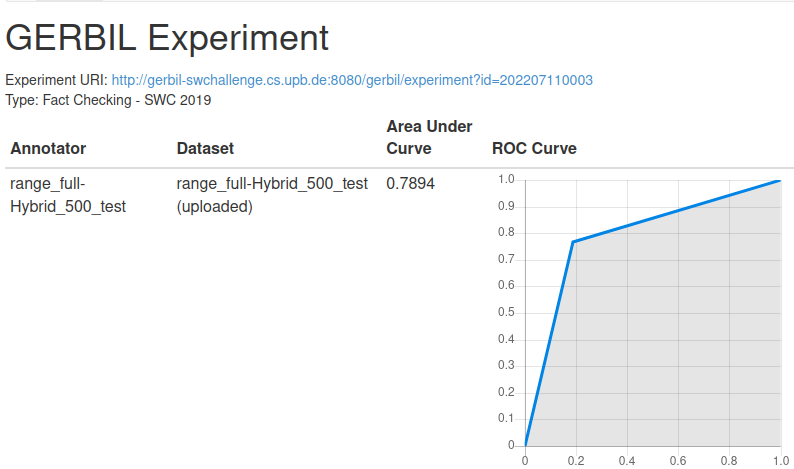 GERBIL Experiment
Experiment URI: http://gerbil-swchallenge.cs.upb.de:8080/gerbil/experiment?id=202207110003
Type: Fact Checking - SWC 2019
Annotator
Dataset
Area Under
Curve
ROC Curve
range_full-
Hybrid_500_test
range_full-Hybrid_500_test
(uploaded)
0.7894
1.0
0.9
0.8
0.7
0.6
0.5
0.4
0.3
0.2
0.1
0
0 0.2 0.4 0.6 0.8 1.0